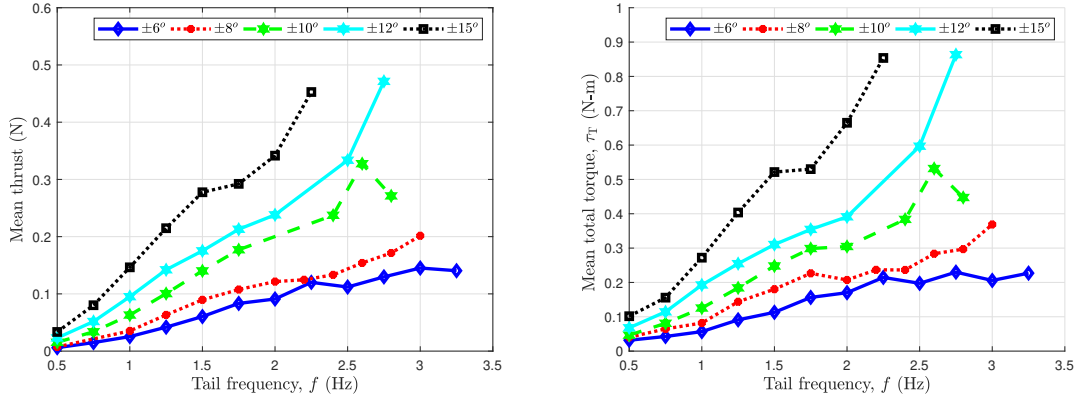 ±6° ±8° ±10° ±12° ±15°
Mean thrust (N)
0.6
0.5
0.4
0.3
0.2
0.1
0
0.5 1 1.5 2 2.5 3 3.5
Tail frequency, f (Hz)
±6° ±8° ±10° ±12° ±15°
Mean total torque, τ_T (N-m)
1
0.9
0.8
0.7
0.6
0.5
0.4
0.3
0.2
0.1
0
0.5 1 1.5 2 2.5 3 3.5
Tail frequency, f (Hz)